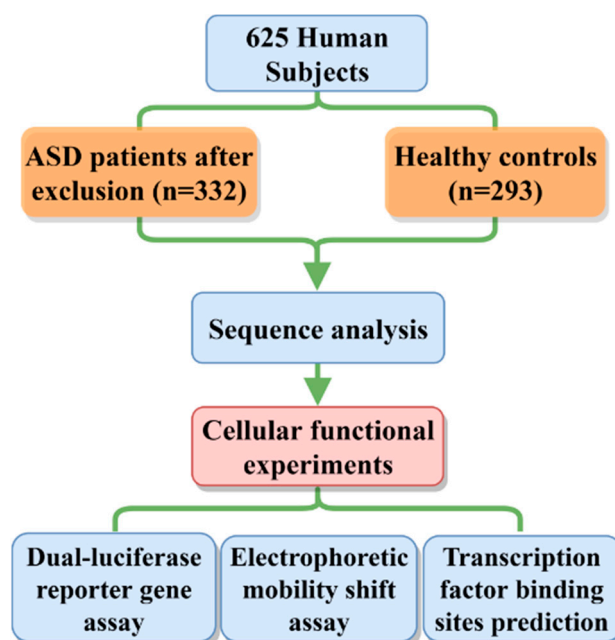 625 Human
Subjects
ASD patients after
exclusion (n=332)
Healthy controls
(n=293)
Sequence analysis
Cellular functional
experiments
Dual-luciferase
reporter gene
assay
Electrophoretic
mobility shift
assay
Transcription
factor binding
sites prediction